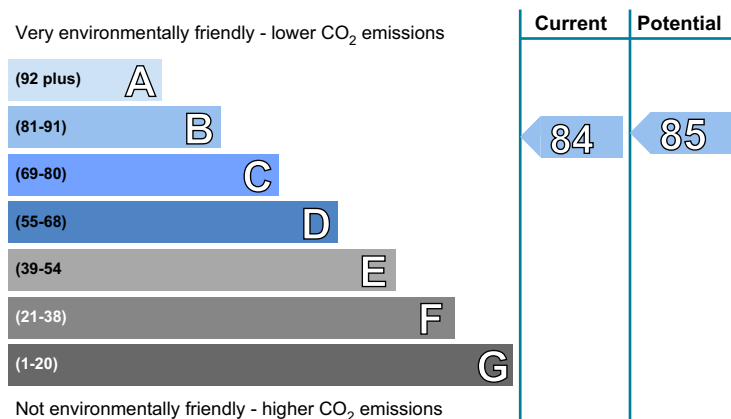 Very environmentally friendly - lower CO₂ emissions
Current
Potential
(92 plus) A
(81-91) B
84
85
(69-80) C
(55-68) D
(39-54 E
(21-38) F
(1-20) G
Not environmentally friendly - higher CO₂ emissions